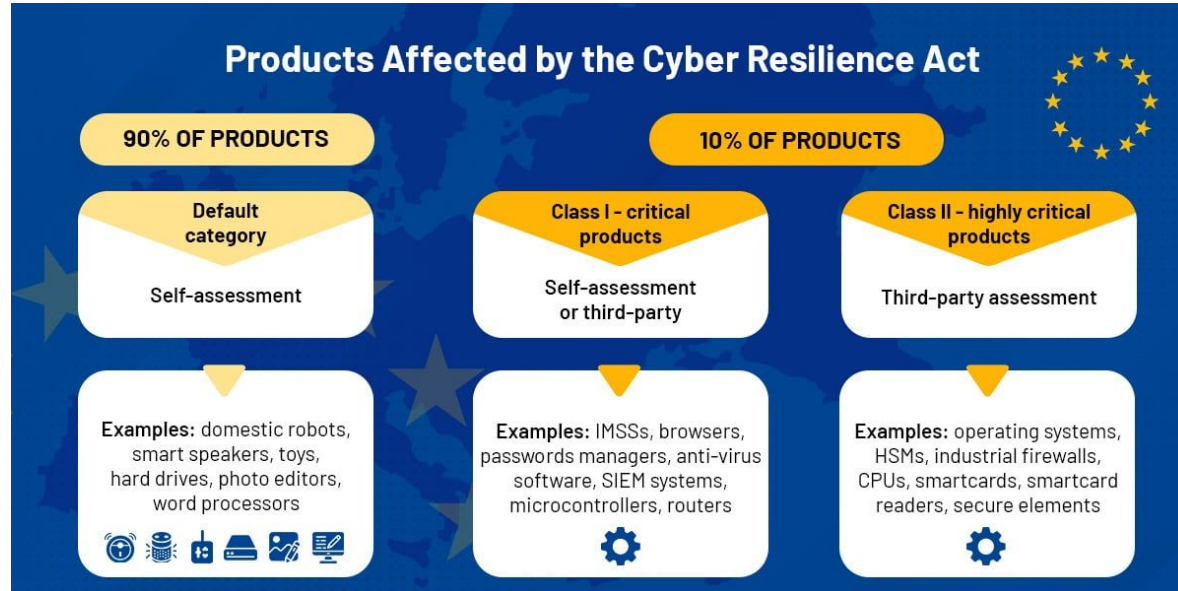 Products Affected by the Cyber Resilience Act
90% OF PRODUCTS
10% OF PRODUCTS
Default
category
Self-assessment
Class I - critical
products
Self-assessment
or third-party
Class II - highly critical
products
Third-party assessment
Examples: domestic robots,
smart speakers, toys,
hard drives, photo editors,
word processors
Examples: IMSSs, browsers,
passwords managers, anti-virus
software, SIEM systems,
microcontrollers, routers
Examples: operating systems,
HSMs, industrial firewalls,
CPUs, smartcards, smartcard
readers, secure elements